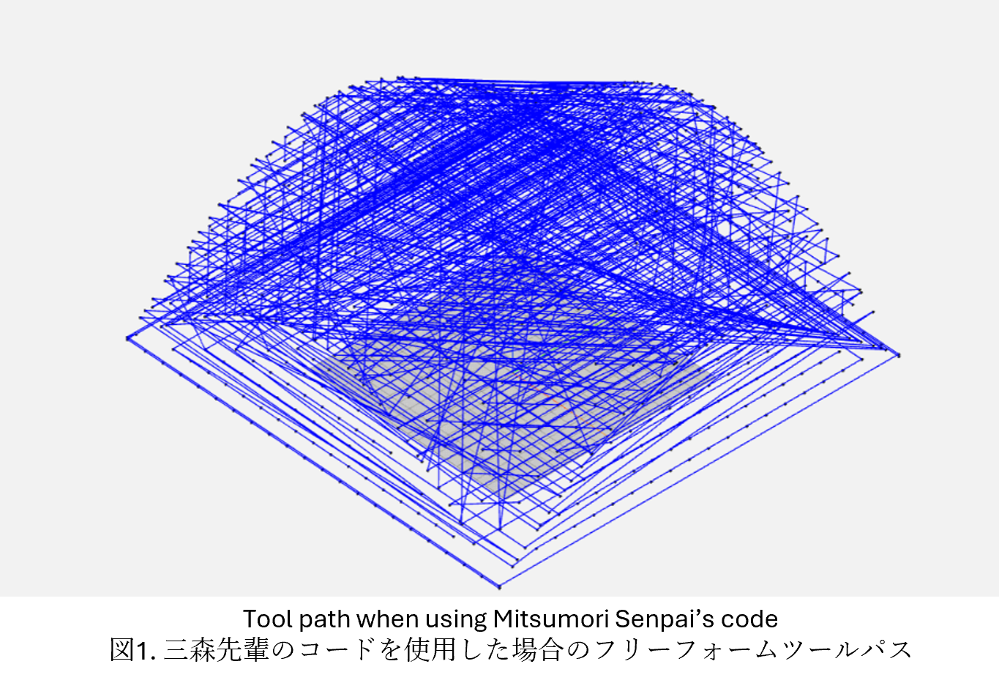 Tool path when using Mitsumori Senpai’s code
図1. 三森先輩のコードを使用した場合のフリーフォームツールパス